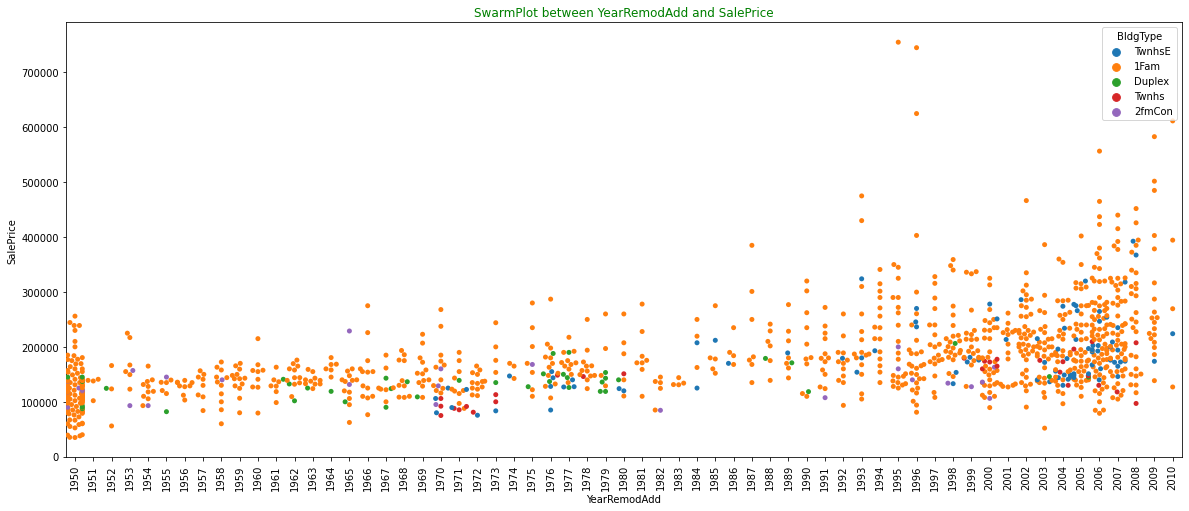 SwarmPlot between YearRemodAdd and SalePrice
BldgType
TwnhsE
1Fam
Duplex
Twnhs
2fmCon
SalePrice
700000
600000
500000
400000
300000
200000
100000
0
1950 1951 1952 1953 1954 1955 1956 1957 1958 1959 1960 1961 1962 1963 1964 1965 1966 1967 1968 1969 1970 1971 1972 1973 1974 1975 1976 1977 1978 1979 1980 1981 1982 1983 1984 1985 1986 1987 1988 1989 1990 1991 1992 1993 1994 1995 1996 1997 1998 1999 2000 2001 2002 2003 2004 2005 2006 2007 2008 2009 2010
YearRemodAdd